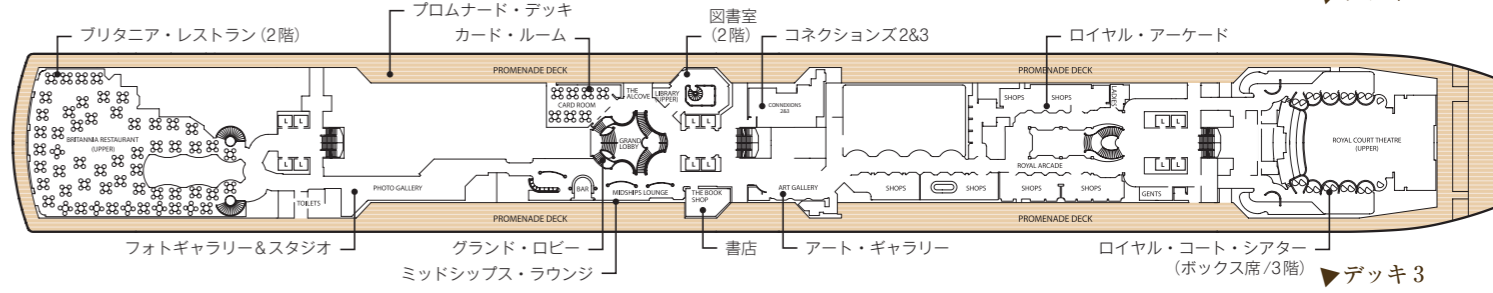 プロムナード・デッキ
ブリタニア・レストラン(2階)
カード・ルーム
図書室
(2階)
コネクションズ2&3
ロイヤル・アーケード
PROMENADE DECK
PROMENADE DECK
CARD ROOM
THE
ALCOVE
LIBRARY
(UPPER)
CONNEXIONS
2&3
SHOPS
SHOPS
LADIES
L L
L L
L L
L L
L L
L L
BRITANNIA RESTAURANT
(UPPER)
GRAND
LOBBY
ROYAL COURT THEATRE
(UPPER)
ROYAL ARCADE
PHOTO GALLERY
TOILETS
BAR
MIDSHIPS LOUNGE
THE BOOK
SHOP
ART GALLERY
SHOPS
SHOPS
SHOPS
SHOPS
GENTS
PROMENADE DECK
PROMENADE DECK
フォトギャラリー&スタジオ
グランド・ロビー
ミッドシップス・ラウンジ
書店
アート・ギャラリー
ロイヤル・コート・シアター
(ボックス席/3階)
▶デッキ 3